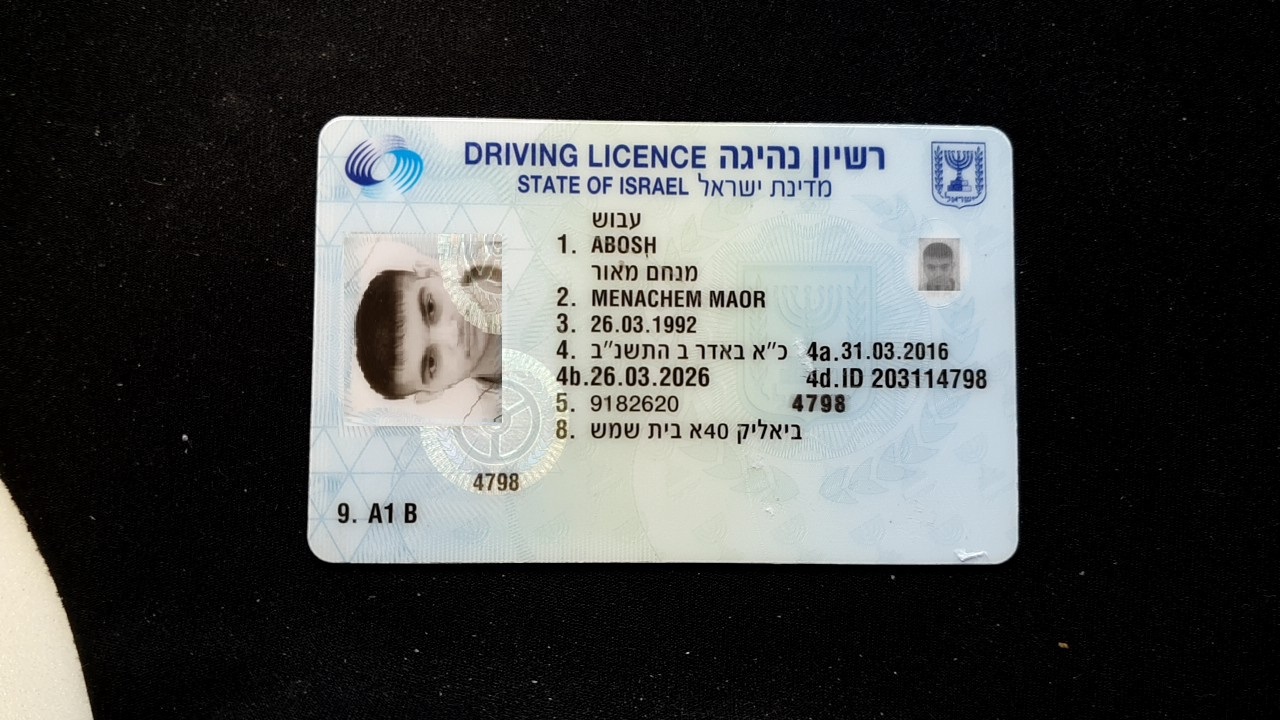 DRIVING LICENCE רשיון נהיגה
STATE OF ISRAEL מדינת ישראל
ישראל
עבוש
1. ABOSH
מנחם מאור
2. MENACHEM MAOR
3. 26.03.1992
4. כ"א באדר ב התשנ"ב 4a.31.03.2016
4b.26.03.2026 4d.ID 203114798
5. 9182620 4798
8. ביאליק 40א בית שמש
4798
9. A1 B